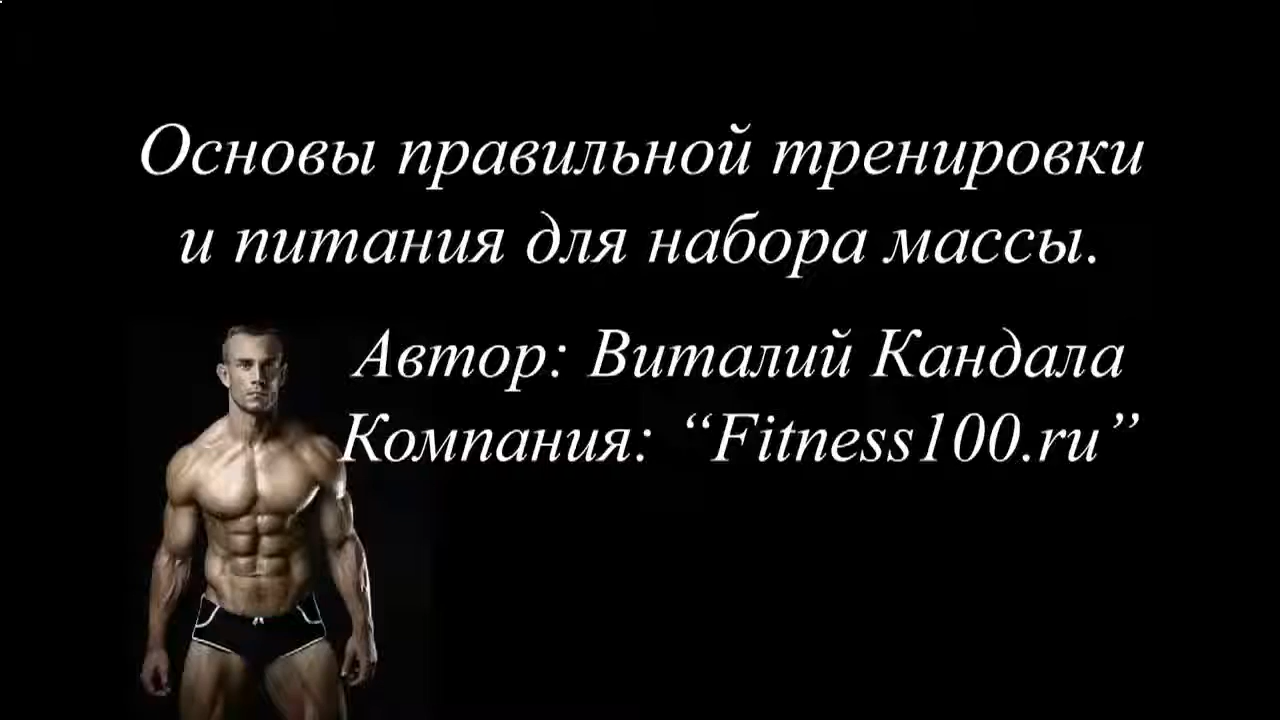 Основы правильной тренировки
и питания для набора массы.
Автор: Виталий Кандала
Компания: “Fitness100.ru”